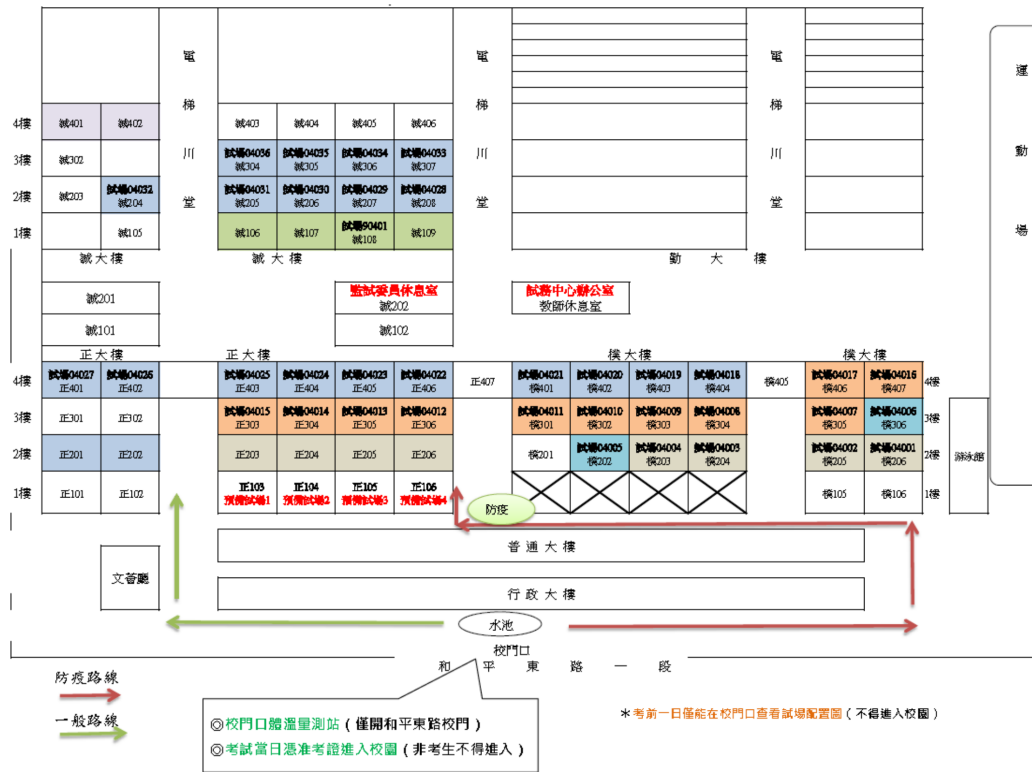 電梯川堂
電梯川堂
電梯川堂
運動場
4樓 誠401 誠402 誠403 誠404 誠405 誠406
3樓 誠302 試場04036 試場04035 試場04034 試場04033
誠304 誠305 誠306 誠307
2樓 誠203 試場04032 試場04031 試場04030 試場04029 試場04028
誠204 誠205 誠206 誠207 誠208
1樓 誠105 誠106 誠107 試場90401 誠109
誠108
誠大樓 誠大樓 勤大樓
誠201 監試委員休息室 試務中心辦公室
誠202 教師休息室
誠101 誠102
正大樓 正大樓 樸大樓 樸大樓
4樓 試場04027 試場04026 試場04025 試場04024 試場04023 試場04022 正407 試場04021 試場04020 試場04019 試場04018 樸405 試場04017 試場04016 4樓
正401 正402 正403 正404 正405 正406 樸401 樸402 樸403 樸404 樸406 樸407
3樓 正301 正302 試場04015 試場04014 試場04013 試場04012 試場04011 試場04010 試場04009 試場04008 試場04007 試場04006 3樓
正303 正304 正305 正306 樸301 樸302 樸303 樸304 樸305 樸306
2樓 正201 正202 正203 正204 正205 正206 樸201 試場04005 試場04004 試場04003 試場04002 試場04001 2樓 游泳館
樸202 樸203 樸204 樸205 樸206
1樓 正101 正102 正103 正104 正105 正106 樸105 樸106 1樓
預備試場1 預備試場2 預備試場3 預備試場4
防疫
普通大樓
文薈廳
行政大樓
水池
校門口
和平東路一段
防疫路線
一般路線
◎校門口體溫量測站（僅開和平東路校門）
◎考試當日憑准考證進入校園（非考生不得進入）
＊考前一日僅能在校門口查看試場配置圖（不得進入校園）